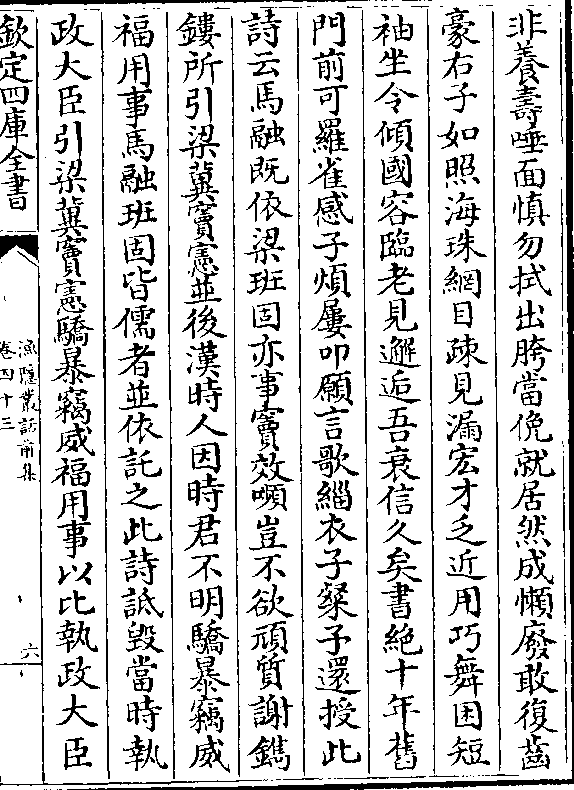 非養壽唾面慎勿拭出胯當俛就居然成懶廢敢復齒
豪右子如照海珠網目疎見漏宏才乏近用巧舞困短
袖坐令傾國容臨老見邂逅吾衰信久矣書絶十年舊
門前可羅雀感子煩屢叩願言歌緇衣子粲子還授此
詩云馬融既依梁班固亦事竇效嚬豈不欲頑質謝鐫
鏤所引梁冀竇憲並後漢時人因時君不明驕暴竊威
福用事馬融班固皆儒者並依託之此詩詆毀當時執
政大臣引梁冀竇憲驕暴竊威福用事以比執政大臣
欽定四庫全書
漁隱叢話前集
卷四十三
六